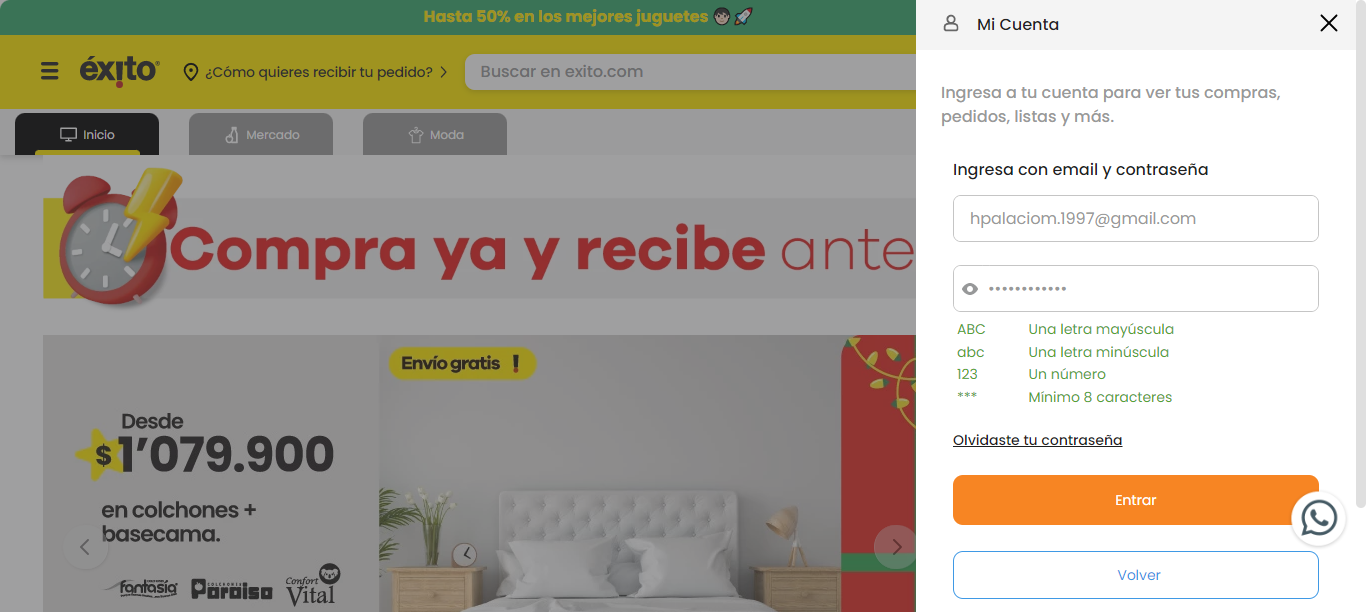 Hasta 50% en los mejores juguetes
éxito
¿Cómo quieres recibir tu pedido?
Buscar en exito.com
Inicio
Mercado
Moda
Compra ya y recibe ante
Desde
$1’079.900
en colchones +
basecama.
fantasía
COLCHONES
Paraiso
Confort
Vital
Envío gratis !
Mi Cuenta
Ingresa a tu cuenta para ver tus compras,
pedidos, listas y más.
Ingresa con email y contraseña
hpalaciom.1997@gmail.com
••••••••••••
ABC Una letra mayúscula
abc Una letra minúscula
123 Un número
*** Mínimo 8 caracteres
Olvidaste tu contraseña
Entrar
Volver